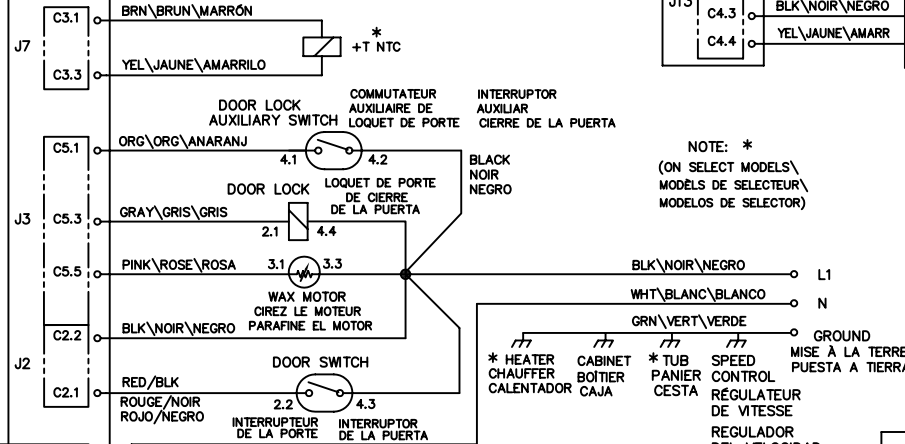 C3.1
BRN\BRUN\MARRÓN
J7
*
+T NTC
C3.3
YEL\JAUNE\AMARRILO
J13
C4.3
BLK\NOIR\NEGRO
C4.4
YEL\JAUNE\AMARR
DOOR LOCK
AUXILIARY SWITCH
COMMUTATEUR
AUXILIAIRE DE
LOQUET DE PORTE
INTERRUPTOR
AUXILIAR
CIERRE DE LA PUERTA
C5.1
ORG\ORG\ANARANJ
4.1
4.2
BLACK
NOIR
NEGRO
NOTE: *
(ON SELECT MODELS\
MODÈLS DE SELECTEUR\
MODELOS DE SELECTOR)
DOOR LOCK
LOQUET DE PORTE
DE CIERRE
DE LA PUERTA
J3
C5.3
GRAY\GRIS\GRIS
2.1
4.4
C5.5
PINK\ROSE\ROSA
3.1
3.3
WAX MOTOR
CIREZ LE MOTEUR
PARAFINE EL MOTOR
BLK\NOIR\NEGRO
L1
WHT\BLANC\BLANCO
N
GRN\VERT\VERDE
GROUND
MISE À LA TERRE
PUESTA A TIERRA
C2.2
BLK\NOIR\NEGRO
J2
DOOR SWITCH
C2.1
RED/BLK
ROUGE/NOIR
ROJO/NEGRO
2.2
4.3
INTERRUPTEUR
DE LA PORTE
INTERRUPTOR
DE LA PUERTA
* HEATER
CHAUFFER
CALENTADOR
CABINET
BOÎTIER
CAJA
* TUB
PANIER
CESTA
SPEED
CONTROL
RÉGULATEUR
DE VITESSE
REGULADOR
DEL VELOCIDAD